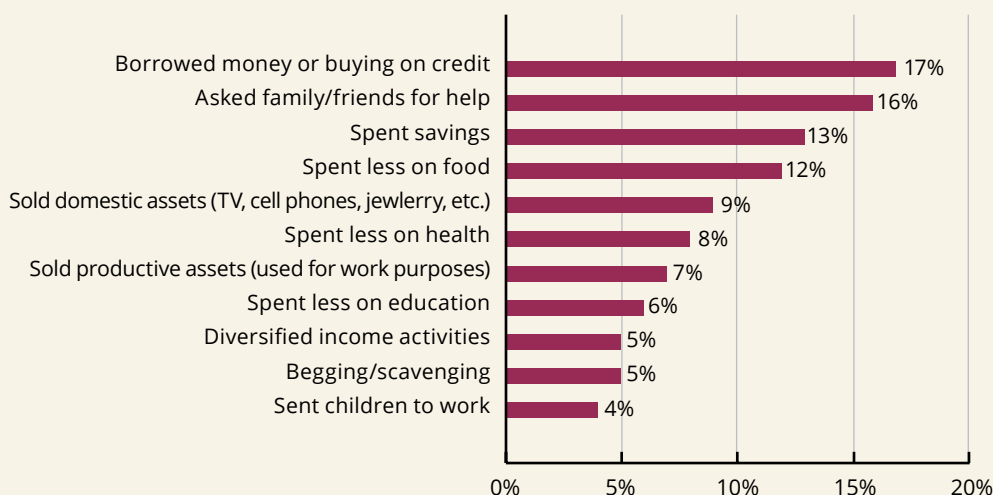 Borrowed money or buying on credit 17%
Asked family/friends for help 16%
Spent savings 13%
Spent less on food 12%
Sold domestic assets (TV, cell phones, jewlerry, etc.) 9%
Spent less on health 8%
Sold productive assets (used for work purposes) 7%
Spent less on education 6%
Diversified income activities 5%
Begging/scavenging 5%
Sent children to work 4%
0% 5% 10% 15% 20%